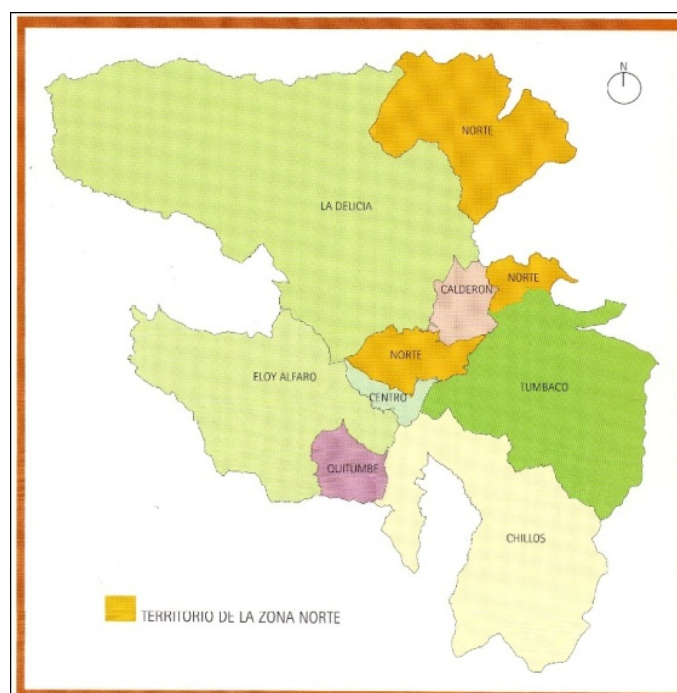 N
NORTE
LA DELICIA
NORTE
CALDERON
NORTE
ELOY ALFARO
TUMBACO
CENTRO
QUITUMBE
CHILLOS
TERRITORIO DE LA ZONA NORTE